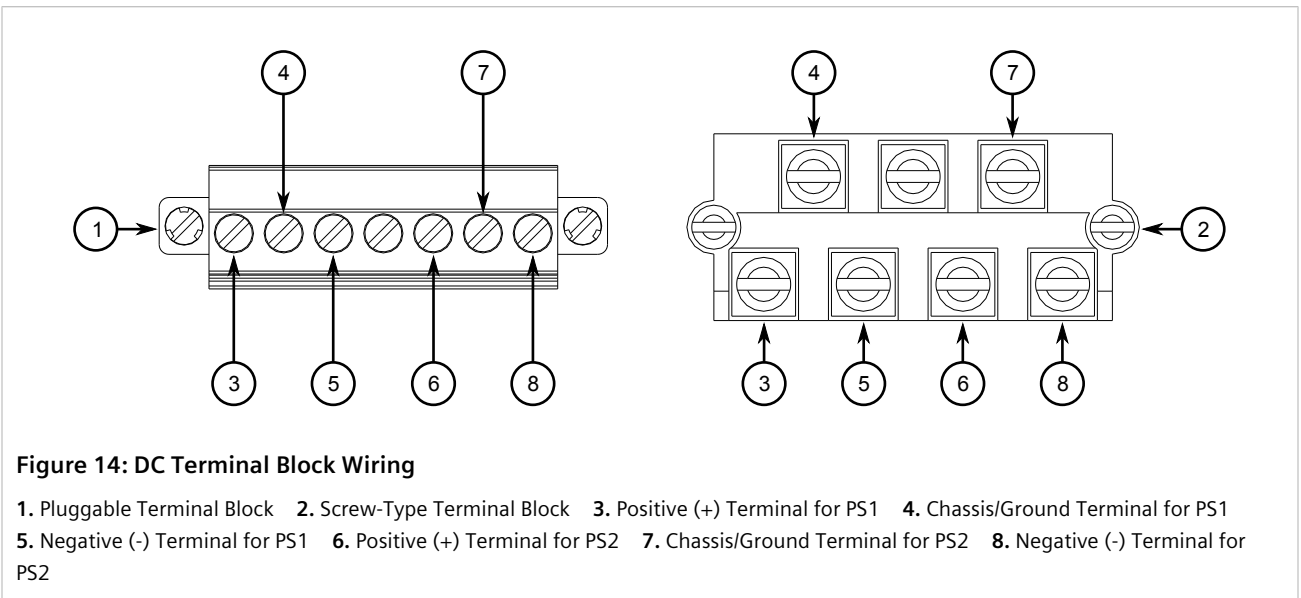 4 7 4 7
1 2
3 5 6 8 3 5 6 8
Figure 14: DC Terminal Block Wiring
1. Pluggable Terminal Block 2. Screw-Type Terminal Block 3. Positive (+) Terminal for PS1 4. Chassis/Ground Terminal for PS1
5. Negative (-) Terminal for PS1 6. Positive (+) Terminal for PS2 7. Chassis/Ground Terminal for PS2 8. Negative (-) Terminal for
PS2